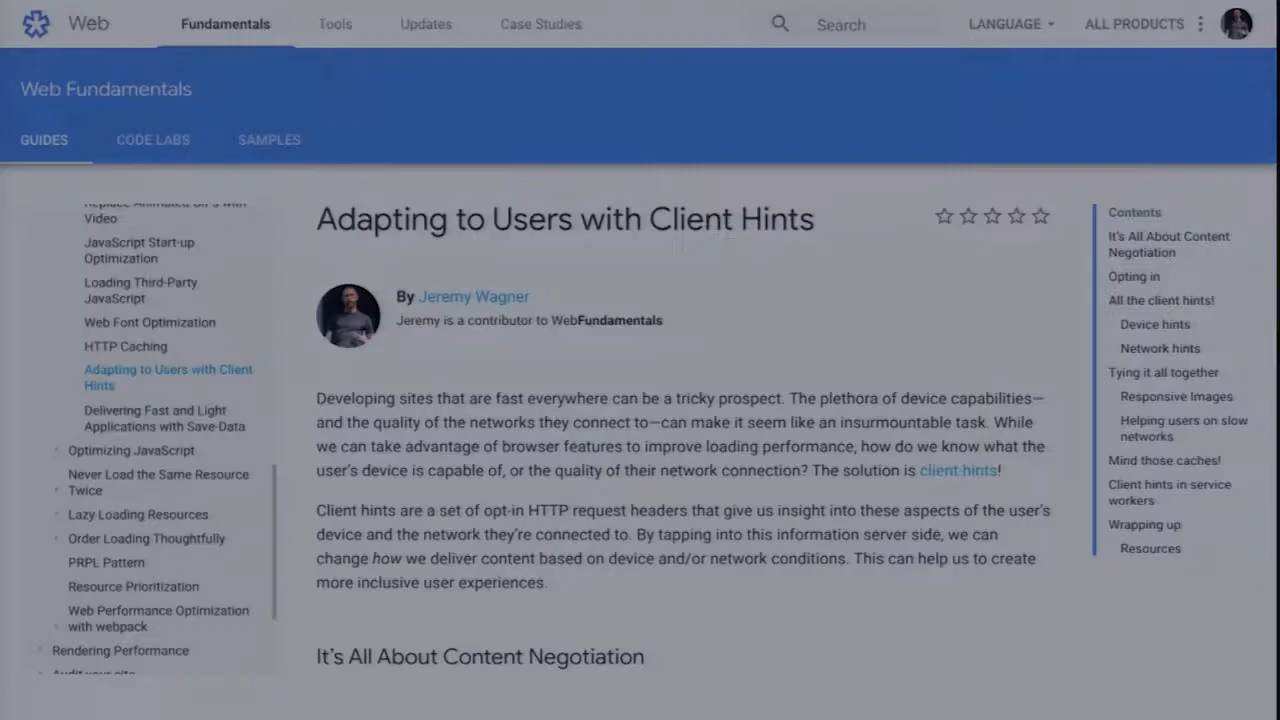 Web
Fundamentals
Tools
Updates
Case Studies
Search
LANGUAGE
ALL PRODUCTS
Web Fundamentals
GUIDES
CODE LABS
SAMPLES
Replace Animated GIFs with
Video
JavaScript Start-up
Optimization
Loading Third-Party
JavaScript
Web Font Optimization
HTTP Caching
Adapting to Users with Client
Hints
Delivering Fast and Light
Applications with Save-Data
Optimizing JavaScript
Never Load the Same Resource
Twice
Lazy Loading Resources
Order Loading Thoughtfully
PRPL Pattern
Resource Prioritization
Web Performance Optimization
with webpack
Rendering Performance
Audit your site
Adapting to Users with Client Hints
By Jeremy Wagner
Jeremy is a contributor to WebFundamentals
Developing sites that are fast everywhere can be a tricky prospect. The plethora of device capabilities—
and the quality of the networks they connect to—can make it seem like an insurmountable task. While
we can take advantage of browser features to improve loading performance, how do we know what the
user's device is capable of, or the quality of their network connection? The solution is client hints!
Client hints are a set of opt-in HTTP request headers that give us insight into these aspects of the user's
device and the network they're connected to. By tapping into this information server side, we can
change how we deliver content based on device and/or network conditions. This can help us to create
more inclusive user experiences.
It's All About Content Negotiation
Contents
It's All About Content
Negotiation
Opting in
All the client hints!
Device hints
Network hints
Tying it all together
Responsive Images
Helping users on slow
networks
Mind those caches!
Client hints in service
workers
Wrapping up
Resources